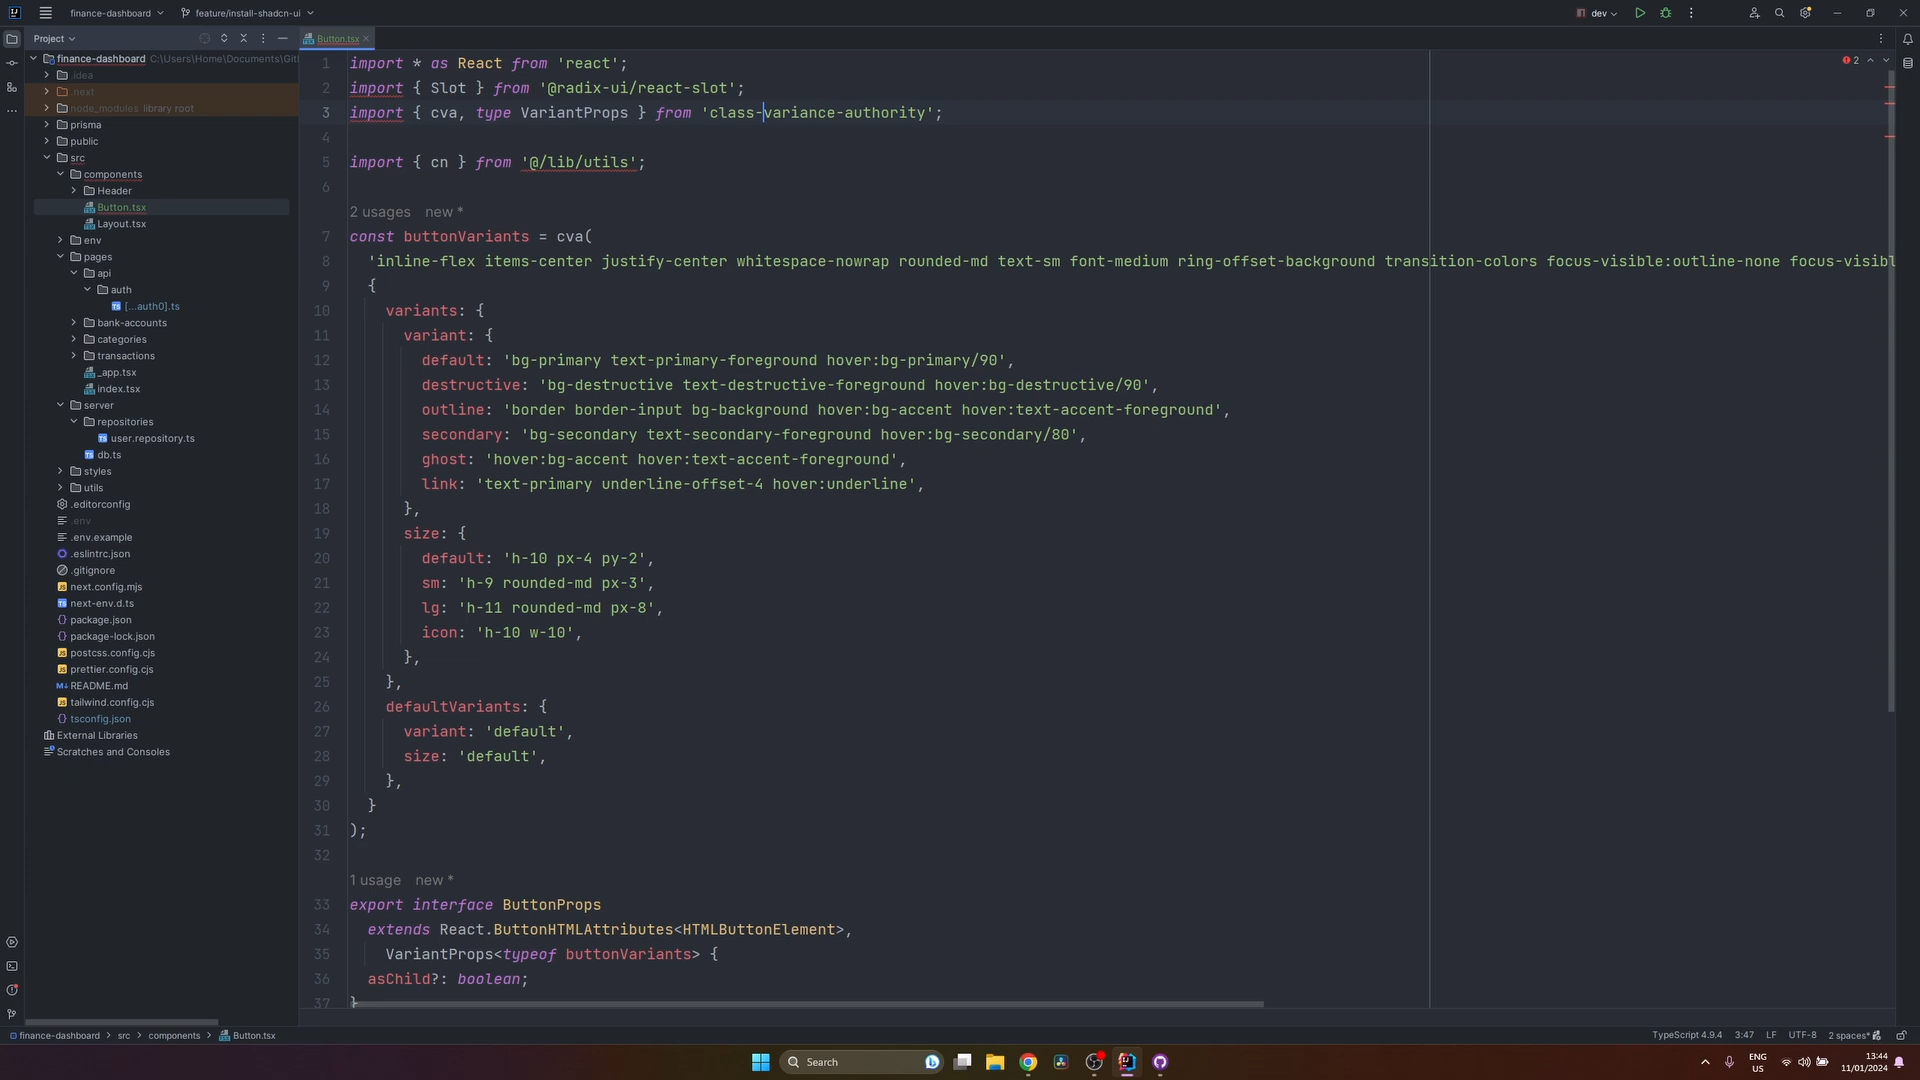 finance-dashboard
feature/install-shadcn-ui
dev
Project
Button.tsx
finance-dashboard C:\Users\Home\Documents\Git
.idea
.next
node_modules library root
prisma
public
src
components
Header
Button.tsx
Layout.tsx
env
pages
api
auth
[...auth0].ts
bank-accounts
categories
transactions
_app.tsx
index.tsx
server
repositories
user.repository.ts
db.ts
styles
utils
.editorconfig
.env
.env.example
.eslintrc.json
.gitignore
next.config.mjs
next-env.d.ts
package.json
package-lock.json
postcss.config.cjs
prettier.config.cjs
README.md
tailwind.config.cjs
tsconfig.json
External Libraries
Scratches and Consoles
2
1 import * as React from 'react';
2 import { Slot } from '@radix-ui/react-slot';
3 import { cva, type VariantProps } from 'class-variance-authority';
4
5 import { cn } from '@/lib/utils';
6
2 usages new *
7 const buttonVariants = cva(
8 'inline-flex items-center justify-center whitespace-nowrap rounded-md text-sm font-medium ring-offset-background transition-colors focus-visible:outline-none focus-visibl
9 {
10 variants: {
11 variant: {
12 default: 'bg-primary text-primary-foreground hover:bg-primary/90',
13 destructive: 'bg-destructive text-destructive-foreground hover:bg-destructive/90',
14 outline: 'border border-input bg-background hover:bg-accent hover:text-accent-foreground',
15 secondary: 'bg-secondary text-secondary-foreground hover:bg-secondary/80',
16 ghost: 'hover:bg-accent hover:text-accent-foreground',
17 link: 'text-primary underline-offset-4 hover:underline',
18 },
19 size: {
20 default: 'h-10 px-4 py-2',
21 sm: 'h-9 rounded-md px-3',
22 lg: 'h-11 rounded-md px-8',
23 icon: 'h-10 w-10',
24 },
25 },
26 defaultVariants: {
27 variant: 'default',
28 size: 'default',
29 },
30 }
31 );
32
1 usage new *
33 export interface ButtonProps
34 extends React.ButtonHTMLAttributes<HTMLButtonElement>,
35 VariantProps<typeof buttonVariants> {
36 asChild?: boolean;
37 }
finance-dashboard > src > components > Button.tsx
TypeScript 4.9.4 3:47 LF UTF-8 2 spaces*
Search
ENG
US
13:44
11/01/2024